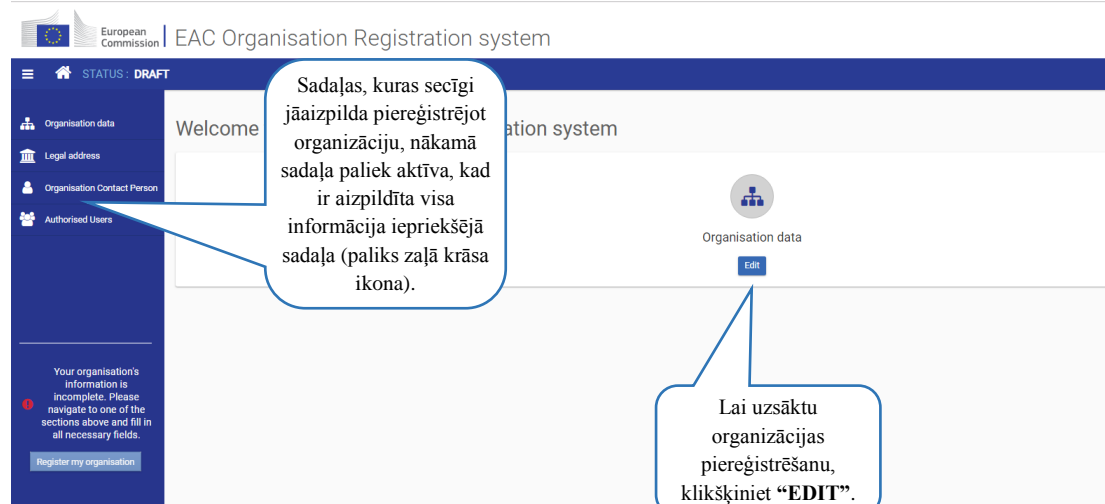 European
Commission
EAC Organisation Registration system
STATUS : DRAFT
Organisation data
Legal address
Organisation Contact Person
Authorised Users
Your organisation's
information is
incomplete. Please
navigate to one of the
sections above and fill in
all necessary fields.
Register my organisation
Welcome
ation system
Sadaļas, kuras secīgi
jāaizpilda piereģistrējot
organizāciju, nākamā
sadaļa paliek aktīva, kad
ir aizpildīta visa
informācija iepriekšējā
sadaļa (paliks zaļā krāsa
ikona).
Organisation data
Edit
Lai uzsāktu
organizācijas
piereģistrēšanu,
klikšķiniet “EDIT”.